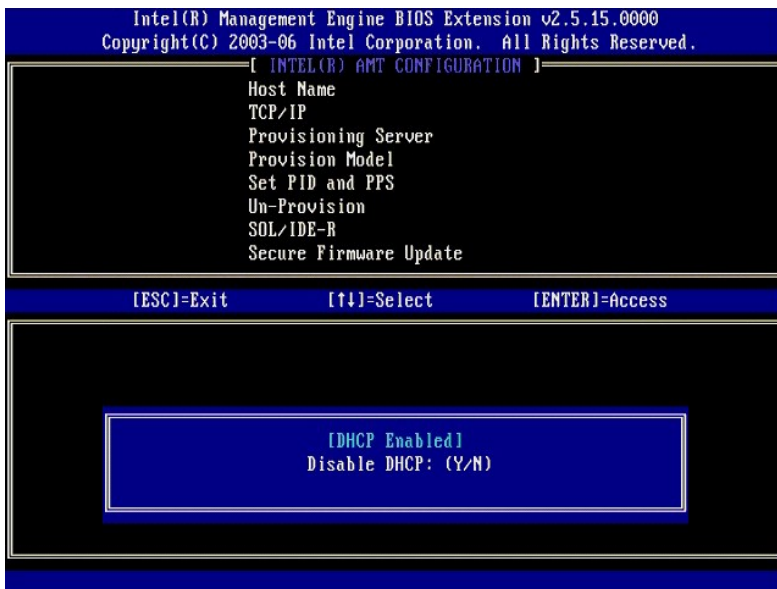 Intel(R) Management Engine BIOS Extension v2.5.15.0000
Copyright(C) 2003-06 Intel Corporation. All Rights Reserved.
[ INTEL(R) AMT CONFIGURATION ]
Host Name
TCP/IP
Provisioning Server
Provision Model
Set PID and PPS
Un-Provision
SOL/IDE-R
Secure Firmware Update
[ESC]=Exit [↑↓]=Select [ENTER]=Access
[DHCP Enabled]
Disable DHCP: (Y/N)